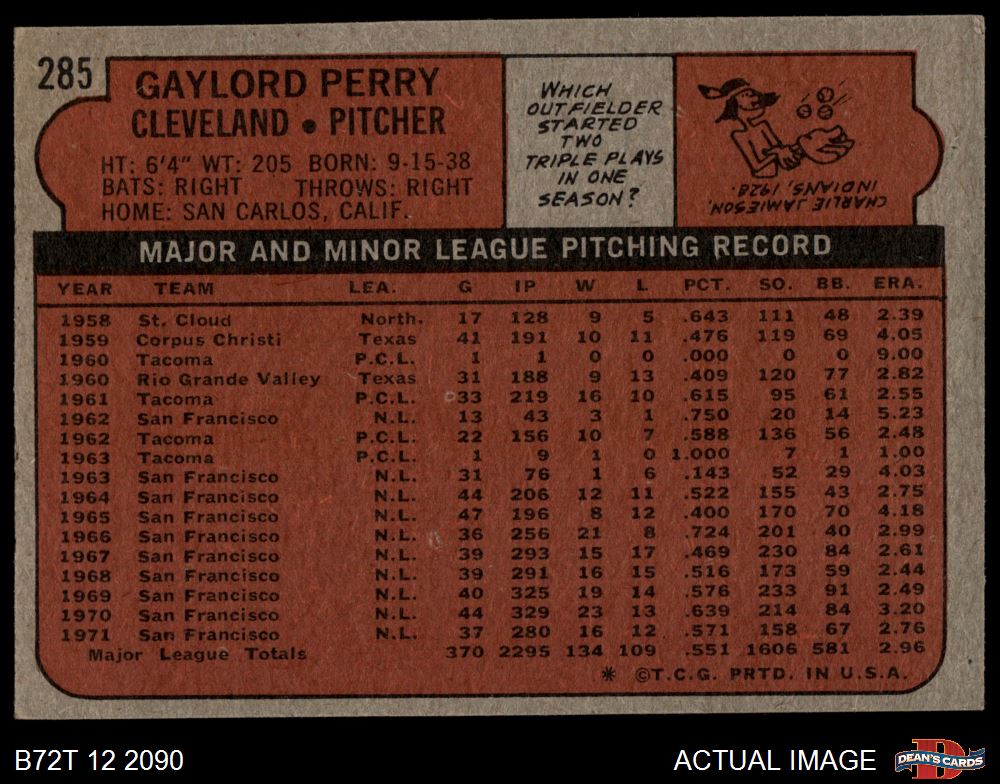 285
GAYLORD PERRY
CLEVELAND • PITCHER
HT: 6'4" WT: 205 BORN: 9-15-38
BATS: RIGHT THROWS: RIGHT
HOME: SAN CARLOS, CALIF.
WHICH
OUTFIELDER
STARTED
TWO
TRIPLE PLAYS
IN ONE
SEASON?
CHARLIE JAMIESON,
INDIANS, 1928.
MAJOR AND MINOR LEAGUE PITCHING RECORD
YEAR TEAM LEA. G IP W L PCT. SO. BB. ERA.
1958 St. Cloud North. 17 128 9 5 .643 111 48 2.39
1959 Corpus Christi Texas 41 191 10 11 .476 119 69 4.05
1960 Tacoma P.C.L. 1 1 0 0 .000 0 0 9.00
1960 Rio Grande Valley Texas 31 188 9 13 .409 120 77 2.82
1961 Tacoma P.C.L. 33 219 16 10 .615 95 61 2.55
1962 San Francisco N.L. 13 43 3 1 .750 20 14 5.23
1962 Tacoma P.C.L. 22 156 10 7 .588 136 56 2.48
1963 Tacoma P.C.L. 1 9 1 0 1.000 7 1 1.00
1963 San Francisco N.L. 31 76 1 6 .143 52 29 4.03
1964 San Francisco N.L. 44 206 12 11 .522 155 43 2.75
1965 San Francisco N.L. 47 196 8 12 .400 170 70 4.18
1966 San Francisco N.L. 36 256 21 8 .724 201 40 2.99
1967 San Francisco N.L. 39 293 15 17 .469 230 84 2.61
1968 San Francisco N.L. 39 291 16 15 .516 173 59 2.44
1969 San Francisco N.L. 40 325 19 14 .576 233 91 2.49
1970 San Francisco N.L. 44 329 23 13 .639 214 84 3.20
1971 San Francisco N.L. 37 280 16 12 .571 158 67 2.76
Major League Totals 370 2295 134 109 .551 1606 581 2.96
* ©T.C.G. PRTD. IN U.S.A.
B72T 12 2090
ACTUAL IMAGE
D
DEAN'S CARDS